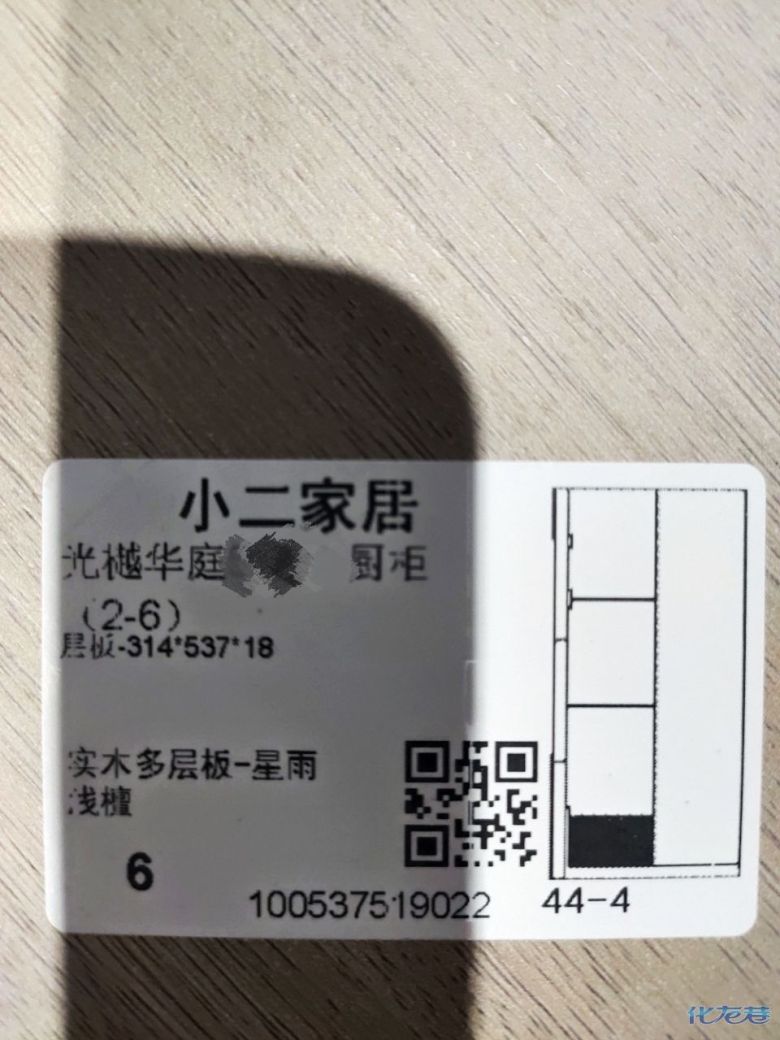 小二家居
光樾华庭 厨柜
（2-6）
层板-314*537*18
实木多层板-星雨
浅檀
6
100537519022
44-4
化龙巷